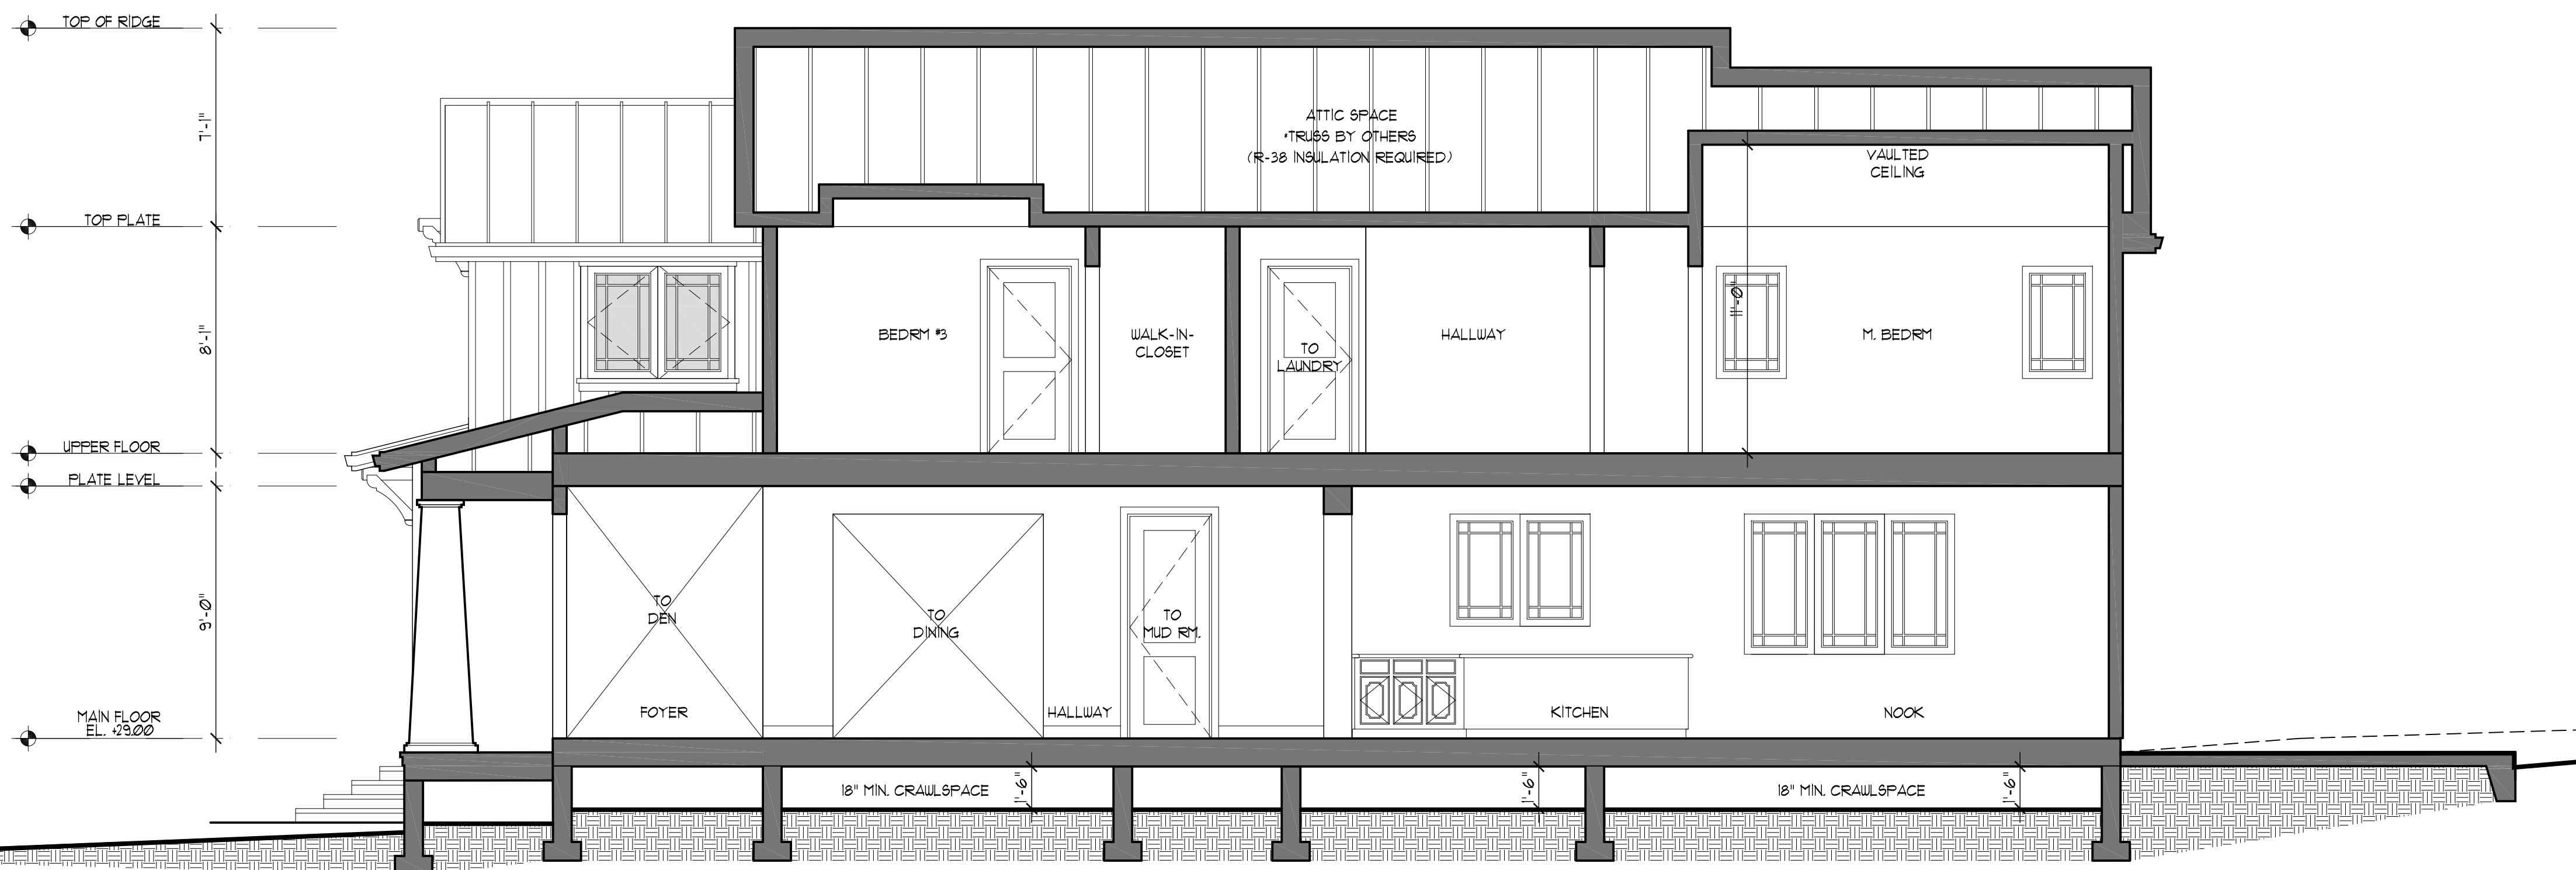 TOP OF RIDGE
7'-1"
TOP PLATE
8'-1"
UPPER FLOOR
PLATE LEVEL
9'-0"
MAIN FLOOR
EL. +29.00
ATTIC SPACE
*TRUSS BY OTHERS
(R-38 INSULATION REQUIRED)
VAULTED
CEILING
BEDRM #3
WALK-IN-
CLOSET
TO
LAUNDRY
HALLWAY
11'-0"
M. BEDRM
TO
DEN
TO
DINING
TO
MUD RM.
FOYER
HALLWAY
KITCHEN
NOOK
18" MIN. CRAWLSPACE
1'-6"
1'-6"
18" MIN. CRAWLSPACE
1'-6"